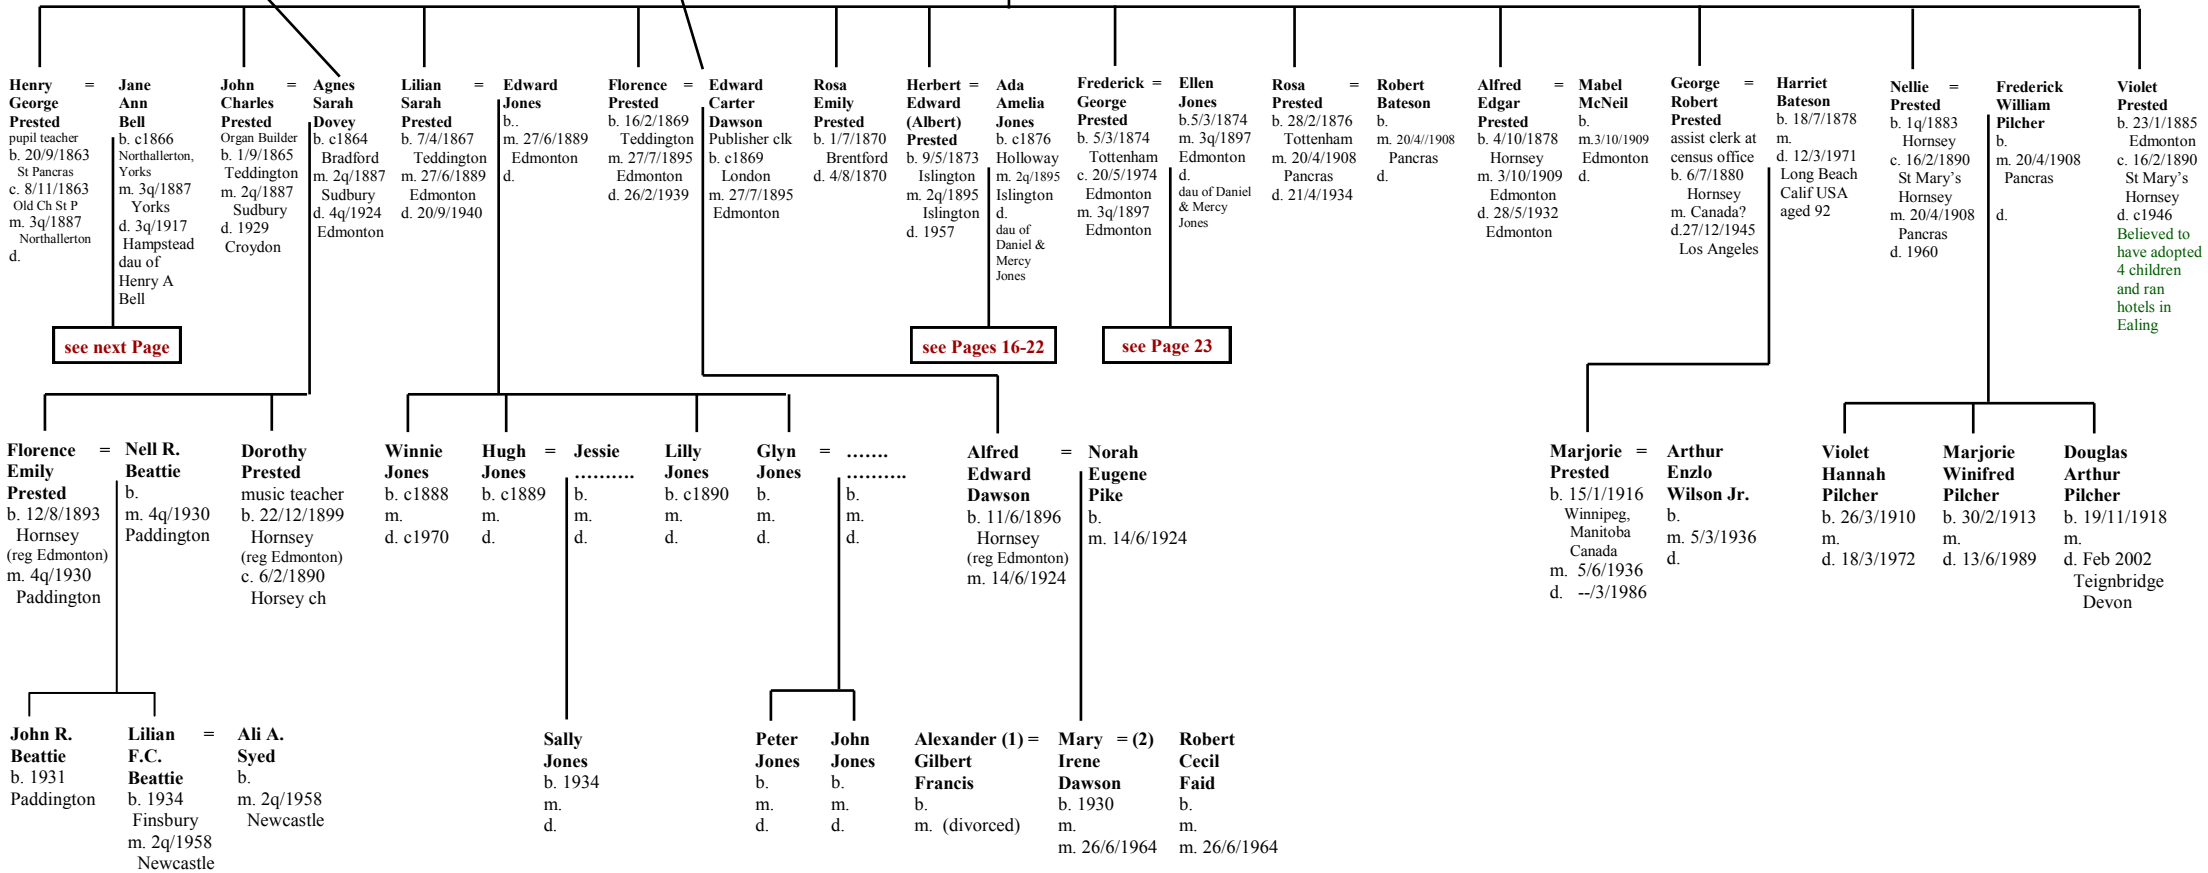 Henry =
George
Prested
pupil teacher
b. 20/9/1863
St Pancras
c. 8/11/1863
Old Ch St P
m. 3q/1887
Northallerton
d.
Jane
Ann
Bell
b. c1866
Northallerton,
Yorks
m. 3q/1887
Yorks
d. 3q/1917
Hampstead
dau of
Henry A
Bell
John =
Charles
Prested
Organ Builder
b. 1/9/1865
Teddington
m. 2q/1887
Sudbury
d. 1929
Croydon
Agnes
Sarah
Dovey
b. c1864
Bradford
m. 2q/1887
Sudbury
d. 4q/1924
Edmonton
Lilian =
Sarah
Prested
b. 7/4/1867
Teddington
m. 27/6/1889
Edmonton
d. 20/9/1940
Edward
Jones
b..
m. 27/6/1889
Edmonton
d.
Florence =
Prested
b. 16/2/1869
Teddington
m. 27/7/1895
Edmonton
d. 26/2/1939
Edward
Carter
Dawson
Publisher clk
b. c1869
London
m. 27/7/1895
Edmonton
Rosa
Emily
Prested
b. 1/7/1870
Brentford
d. 4/8/1870
Herbert =
Edward
(Albert)
Prested
b. 9/5/1873
Islington
m. 2q/1895
Islington
d. 1957
Ada
Amelia
Jones
b. c1876
Holloway
m. 2q/1895
Islington
d.
dau of
Daniel &
Mercy
Jones
Frederick =
George
Prested
b. 5/3/1874
Tottenham
c. 20/5/1974
Edmonton
m. 3q/1897
Edmonton
Ellen
Jones
b.5/3/1874
m. 3q/1897
Edmonton
d.
dau of Daniel
& Mercy
Jones
Rosa =
Prested
b. 28/2/1876
Tottenham
m. 20/4/1908
Pancras
d. 21/4/1934
Robert
Bateson
b.
m. 20/4//1908
Pancras
d.
Alfred =
Edgar
Prested
b. 4/10/1878
Hornsey
m. 3/10/1909
Edmonton
d. 28/5/1932
Edmonton
Mabel
McNeil
b.
m.3/10/1909
Edmonton
d.
George =
Robert
Prested
assist clerk at
census office
b. 6/7/1880
Hornsey
m. Canada?
d.27/12/1945
Los Angeles
Harriet
Bateson
b. 18/7/1878
m.
d. 12/3/1971
Long Beach
Calif USA
aged 92
Nellie =
Prested
b. 1q/1883
Hornsey
c. 16/2/1890
St Mary's
Hornsey
m. 20/4/1908
Pancras
d. 1960
Frederick
William
Pilcher
b.
m. 20/4/1908
Pancras
d.
Violet
Prested
b. 23/1/1885
Edmonton
c. 16/2/1890
St Mary's
Hornsey
d. c1946
Believed to
have adopted
4 children
and ran
hotels in
Ealing
see next Page
see Pages 16-22
see Page 23
Florence =
Emily
Prested
b. 12/8/1893
Hornsey
(reg Edmonton)
m. 4q/1930
Paddington
Nell R.
Beattie
b.
m. 4q/1930
Paddington
Dorothy
Prested
music teacher
b. 22/12/1899
Hornsey
(reg Edmonton)
c. 6/2/1890
Horsey ch
Winnie
Jones
b. c1888
m.
d. c1970
Hugh =
Jones
b. c1889
m.
d.
Jessie
……….
b.
m.
d.
Lilly
Jones
b. c1890
m.
d.
Glyn =
Jones
b.
m.
d.
…….
……….
b.
m.
d.
Alfred =
Edward
Dawson
b. 11/6/1896
Hornsey
(reg Edmonton)
m. 14/6/1924
Norah
Eugene
Pike
b.
m. 14/6/1924
Marjorie =
Prested
b. 15/1/1916
Winnipeg,
Manitoba
Canada
m. 5/6/1936
d. --/3/1986
Arthur
Enzlo
Wilson Jr.
b.
m. 5/3/1936
d.
Violet
Hannah
Pilcher
b. 26/3/1910
m.
d. 18/3/1972
Marjorie
Winifred
Pilcher
b. 30/2/1913
m.
d. 13/6/1989
Douglas
Arthur
Pilcher
b. 19/11/1918
m.
d. Feb 2002
Teignbridge
Devon
John R.
Beattie
b. 1931
Paddington
Lilian =
F.C.
Beattie
b. 1934
Finsbury
m. 2q/1958
Newcastle
Ali A.
Syed
b.
m. 2q/1958
Newcastle
Sally
Jones
b. 1934
m.
d.
Peter
Jones
b.
m.
d.
John
Jones
b.
m.
d.
Alexander (1) =
Gilbert
Francis
b.
m. (divorced)
Mary = (2)
Irene
Dawson
b. 1930
m.
m. 26/6/1964
Robert
Cecil
Faid
b.
m.
m. 26/6/1964